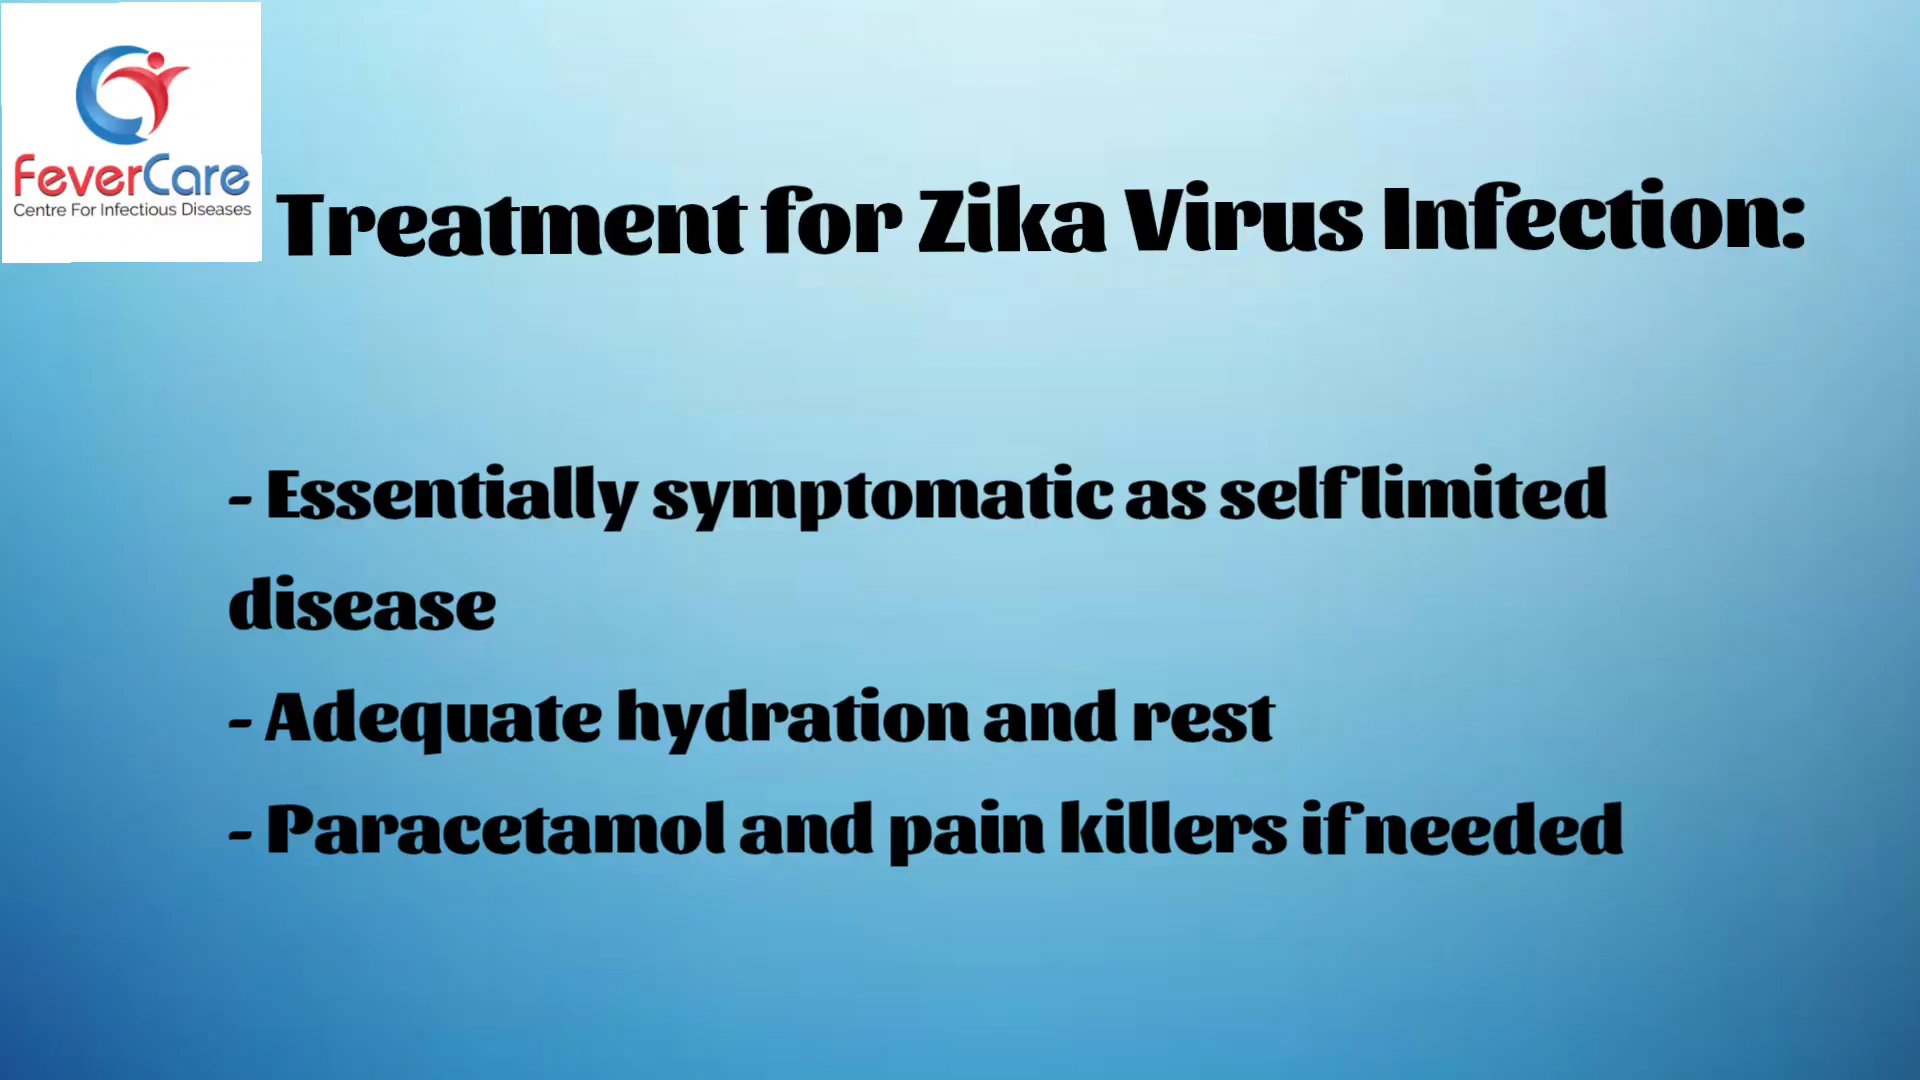 FeverCare
Centre For Infectious Diseases
Treatment for Zika Virus Infection:
- Essentially symptomatic as self limited
disease
- Adequate hydration and rest
- Paracetamol and pain killers if needed